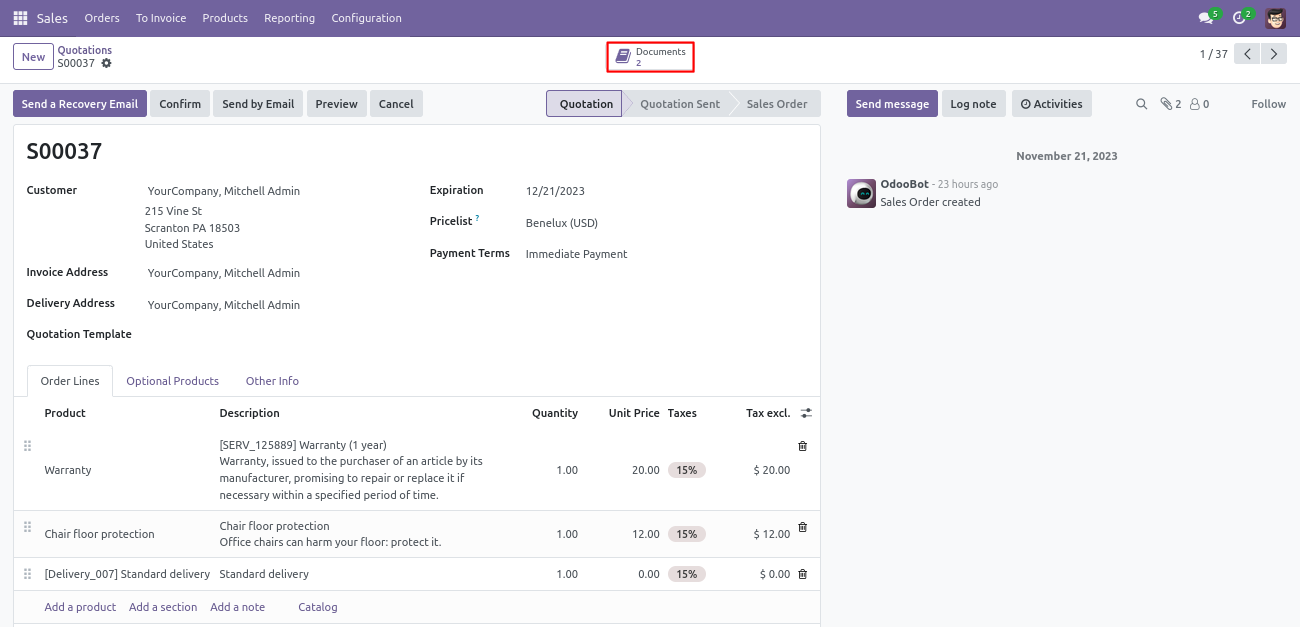 Sales Orders To Invoice Products Reporting Configuration 5 2
New Quotations Documents 1 / 37
S00037 2
Send a Recovery Email Confirm Send by Email Preview Cancel Quotation Quotation Sent Sales Order Send message Log note Activities 2 0 Follow
S00037
November 21, 2023
Customer YourCompany, Mitchell Admin Expiration 12/21/2023 OdooBot - 23 hours ago
215 Vine St Sales Order created
Scranton PA 18503 Pricelist ? Benelux (USD)
United States
Payment Terms Immediate Payment
Invoice Address YourCompany, Mitchell Admin
Delivery Address YourCompany, Mitchell Admin
Quotation Template
Order Lines Optional Products Other Info
Product Description Quantity Unit Price Taxes Tax excl.
[SERV_125889] Warranty (1 year)
Warranty, issued to the purchaser of an article by its
Warranty 1.00 20.00 15% $ 20.00
manufacturer, promising to repair or replace it if
necessary within a specified period of time.
Chair floor protection
Chair floor protection 1.00 12.00 15% $ 12.00
Office chairs can harm your floor: protect it.
[Delivery_007] Standard delivery Standard delivery 1.00 0.00 15% $ 0.00
Add a product Add a section Add a note Catalog